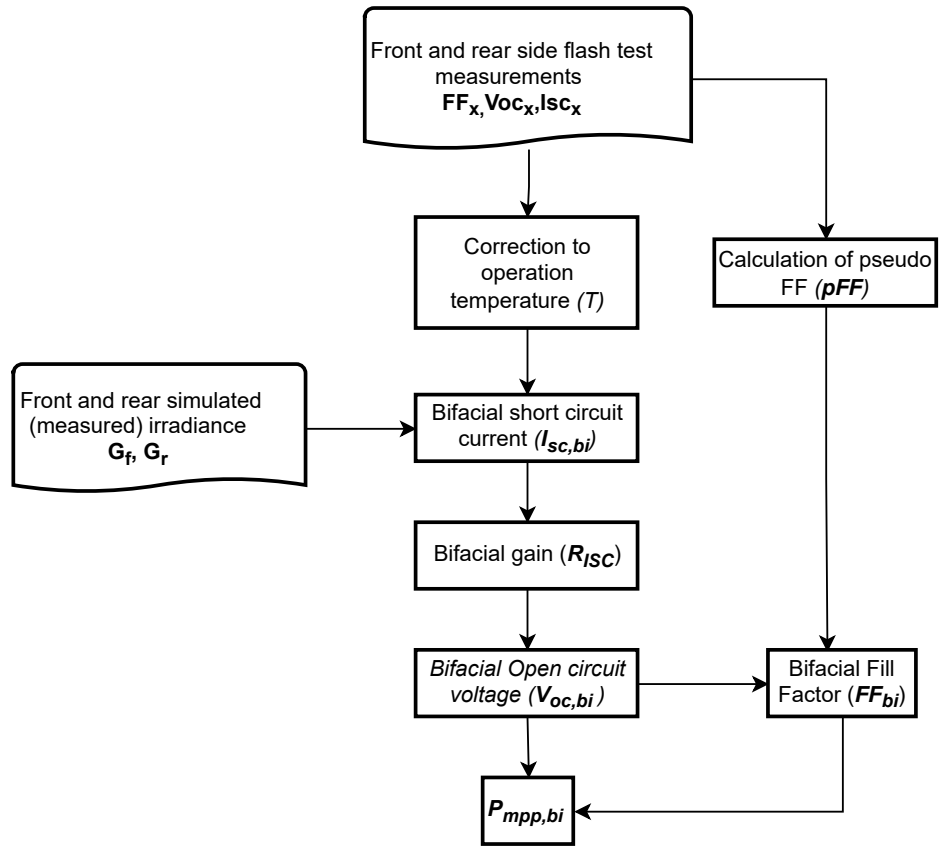 Front and rear side flash test
measurements
FFx,Vocx,Iscx
Correction to
operation
temperature (T)
Calculation of pseudo
FF (pFF)
Front and rear simulated
(measured) irradiance
Gf, Gr
Bifacial short circuit
current (Isc,bi)
Bifacial gain (RISC)
Bifacial Open circuit
voltage (Voc,bi )
Bifacial Fill
Factor (FFbi)
Pmpp,bi